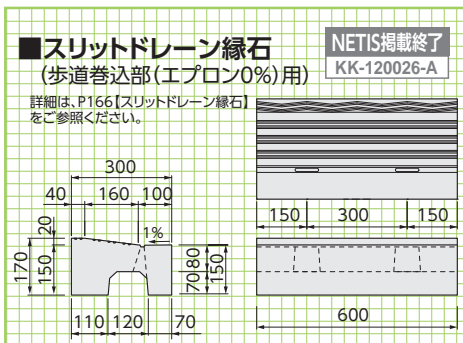 ■スリットドレーン縁石
(歩道巻込部(エプロン0%)用)
NETIS掲載終了
KK-120026-A
詳細は、P166【スリットドレーン縁石】
をご参照ください。
300
40 160 100
20
1%
170
150
80
70
150
110 120 70
150 300 150
600